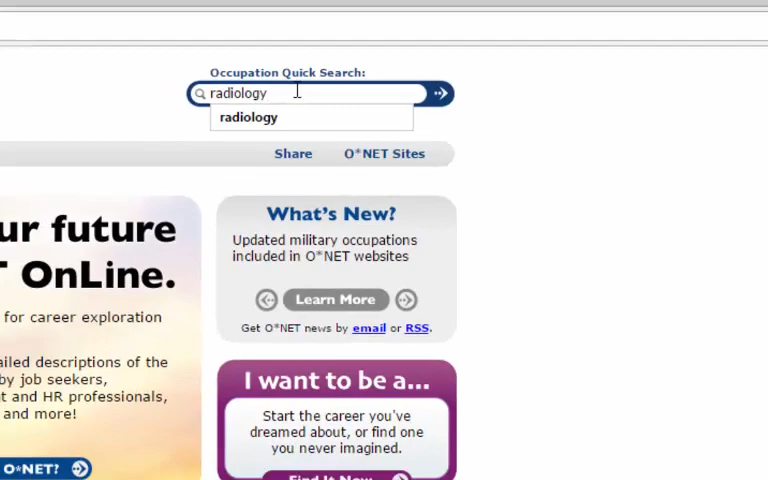 Occupation Quick Search:
radiology
radiology
Share O*NET Sites
ur future
T OnLine.
for career exploration
ailed descriptions of the
by job seekers,
t and HR professionals,
and more!
O*NET?
What's New?
Updated military occupations
included in O*NET websites
Learn More
Get O*NET news by email or RSS.
I want to be a...
Start the career you've
dreamed about, or find one
you never imagined.
Find It Now